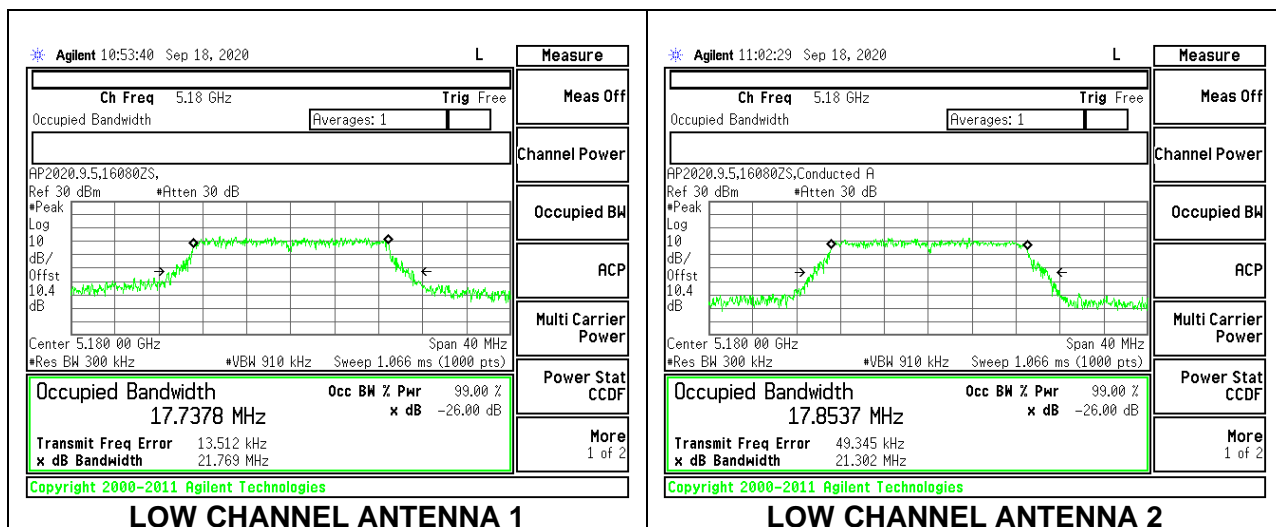 Agilent 10:53:40 Sep 18, 2020 L
Measure
Ch Freq 5.18 GHz Trig Free
Meas Off
Occupied Bandwidth Averages: 1
Channel Power
AP2020.9.5,16080ZS,
Ref 30 dBm #Atten 30 dB
#Peak
Log
10
dB/
Offst
10.4
dB
Occupied BW
ACP
Multi Carrier
Power
Center 5.180 00 GHz Span 40 MHz
#Res BW 300 kHz #VBW 910 kHz Sweep 1.066 ms (1000 pts)
Power Stat
CCDF
Occupied Bandwidth Occ BW % Pwr 99.00 %
17.7378 MHz x dB -26.00 dB
Transmit Freq Error 13.512 kHz
x dB Bandwidth 21.769 MHz
More
1 of 2
Copyright 2000-2011 Agilent Technologies
LOW CHANNEL ANTENNA 1
Agilent 11:02:29 Sep 18, 2020 L
Measure
Ch Freq 5.18 GHz Trig Free
Meas Off
Occupied Bandwidth Averages: 1
Channel Power
AP2020.9.5,16080ZS,Conducted A
Ref 30 dBm #Atten 30 dB
#Peak
Log
10
dB/
Offst
10.4
dB
Occupied BW
ACP
Multi Carrier
Power
Center 5.180 00 GHz Span 40 MHz
#Res BW 300 kHz #VBW 910 kHz Sweep 1.066 ms (1000 pts)
Power Stat
CCDF
Occupied Bandwidth Occ BW % Pwr 99.00 %
17.8537 MHz x dB -26.00 dB
Transmit Freq Error 49.345 kHz
x dB Bandwidth 21.302 MHz
More
1 of 2
Copyright 2000-2011 Agilent Technologies
LOW CHANNEL ANTENNA 2